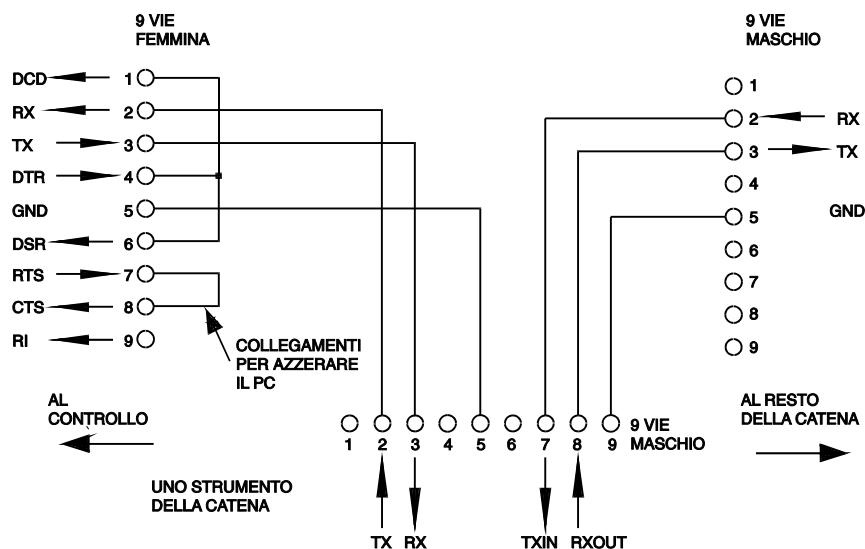 9 VIE
FEMMINA
9 VIE
MASCHIO
DCD 1
RX 2
TX 3
DTR 4
GND 5
DSR 6
RTS 7
CTS 8
RI 9
1
2 RX
3 TX
4
5 GND
6
7
8
9
COLLEGAMENTI
PER AZZERARE
IL PC
AL
CONTROLLO
AL RESTO
DELLA CATENA
1 2 3 4 5 6 7 8 9
9 VIE
MASCHIO
UNO STRUMENTO
DELLA CATENA
TX RX TXIN RXOUT